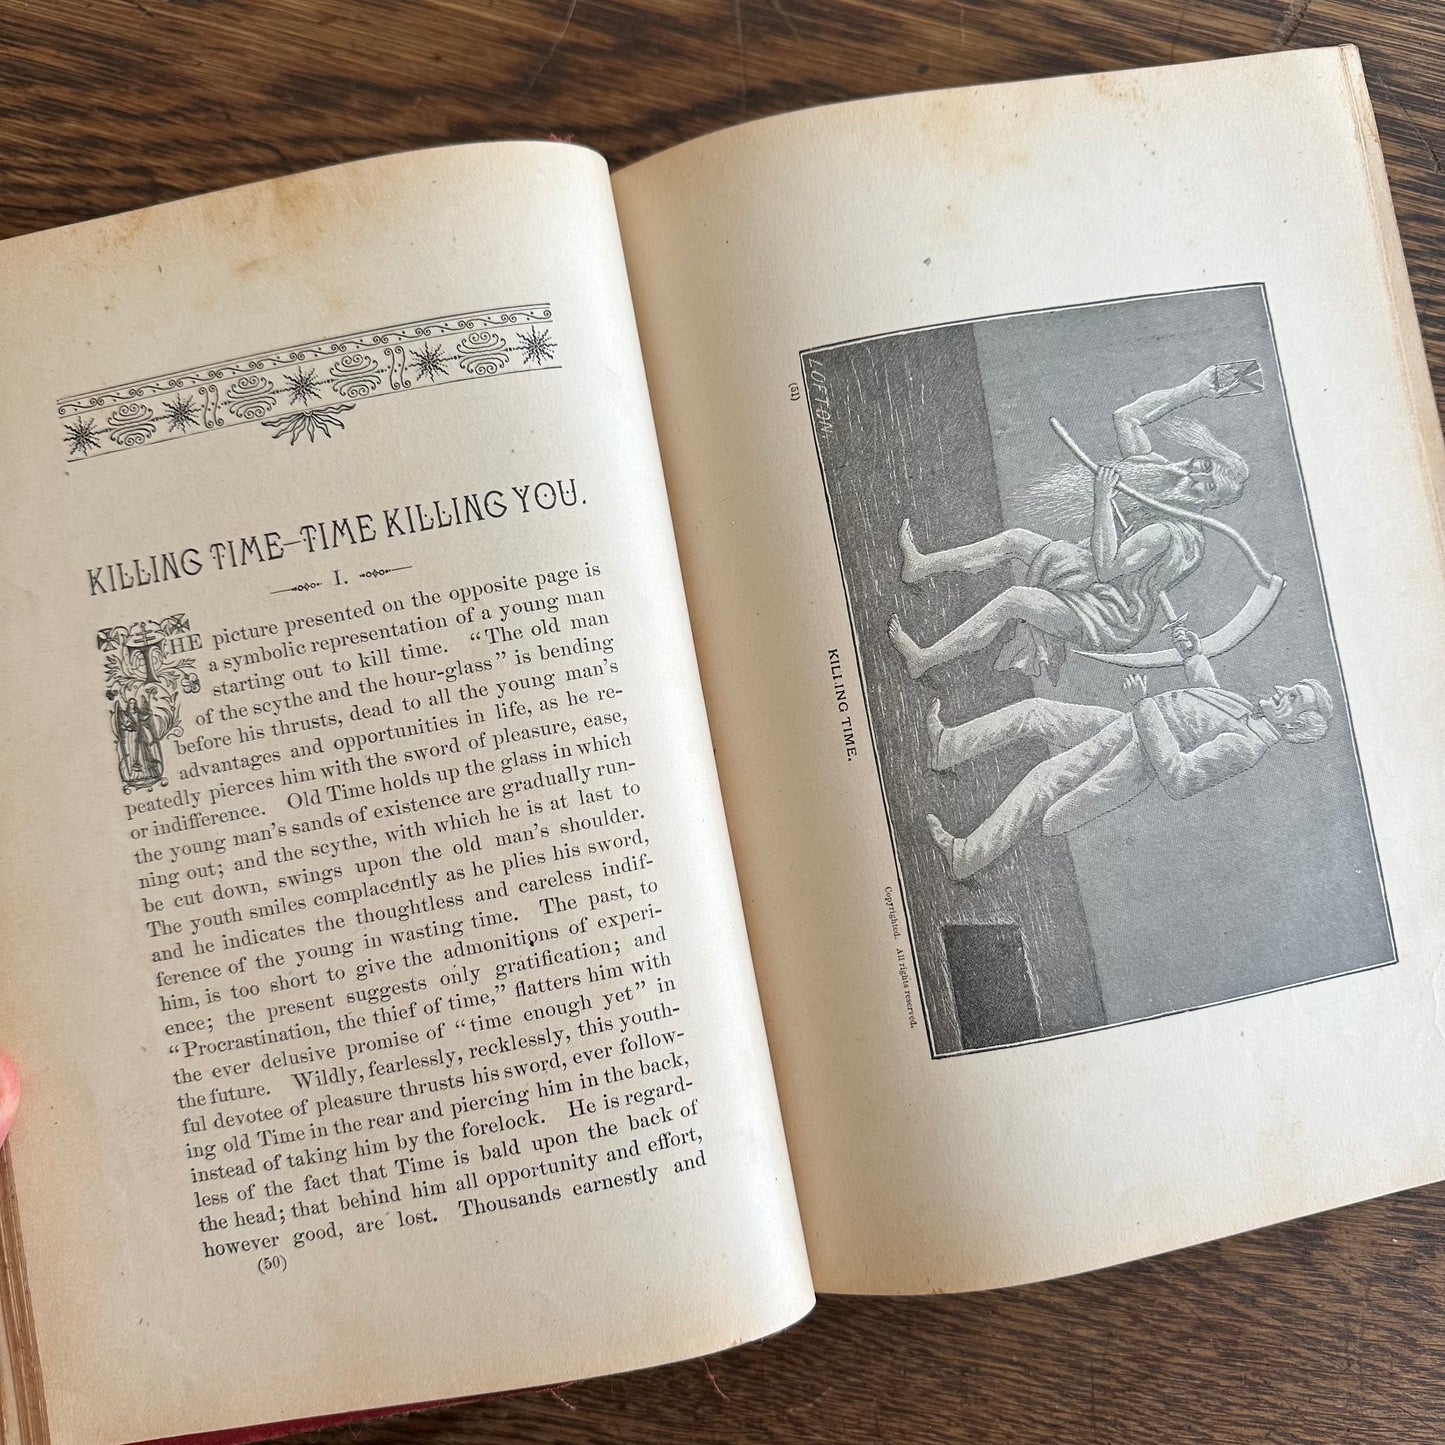 KILLING TIME—TIME KILLING YOU.
I.
THE picture presented on the opposite page is
a symbolic representation of a young man
starting out to kill time. "The old man
of the scythe and the hour-glass" is bending
before his thrusts, dead to all the young man's
advantages and opportunities in life, as he re-
peatedly pierces him with the sword of pleasure, ease,
or indifference. Old Time holds up the glass in which
the young man's sands of existence are gradually run-
ning out; and the scythe, with which he is at last to
be cut down, swings upon the old man's shoulder.
The youth smiles complacently as he plies his sword,
and he indicates the thoughtless and careless indif-
ference of the young in wasting time. The past, to
him, is too short to give the admonitions of experi-
ence; the present suggests only gratification; and
"Procrastination, the thief of time," flatters him with
the ever delusive promise of "time enough yet" in
the future. Wildly, fearlessly, recklessly, this youth-
ful devotee of pleasure thrusts his sword, ever follow-
ing old Time in the rear and piercing him in the back,
instead of taking him by the forelock. He is regard-
less of the fact that Time is bald upon the back of
the head; that behind him all opportunity and effort,
however good, are lost. Thousands earnestly and
(50)
(51)
LOFTON
KILLING TIME.
Copyrighted. All rights reserved.